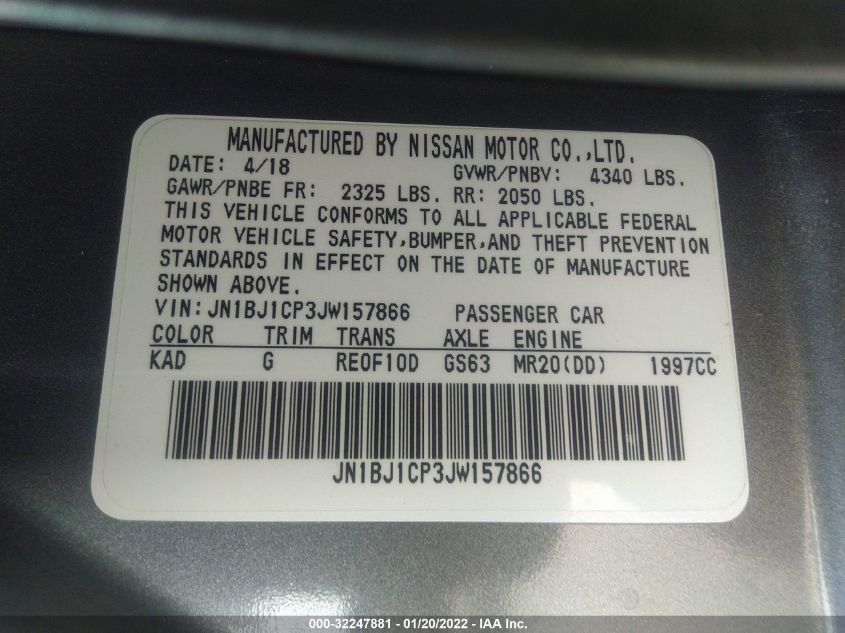 MANUFACTURED BY NISSAN MOTOR CO.,LTD.
DATE: 4/18 GVWR/PNBV: 4340 LBS.
GAWR/PNBE FR: 2325 LBS. RR: 2050 LBS.
THIS VEHICLE CONFORMS TO ALL APPLICABLE FEDERAL
MOTOR VEHICLE SAFETY,BUMPER,AND THEFT PREVENTION
STANDARDS IN EFFECT ON THE DATE OF MANUFACTURE
SHOWN ABOVE.
VIN:JN1BJ1CP3JW157866 PASSENGER CAR
COLOR TRIM TRANS AXLE ENGINE
KAD G RE0F10D GS63 MR20(DD) 1997CC
JN1BJ1CP3JW157866
000-32247881 - 01/20/2022 - IAA Inc.